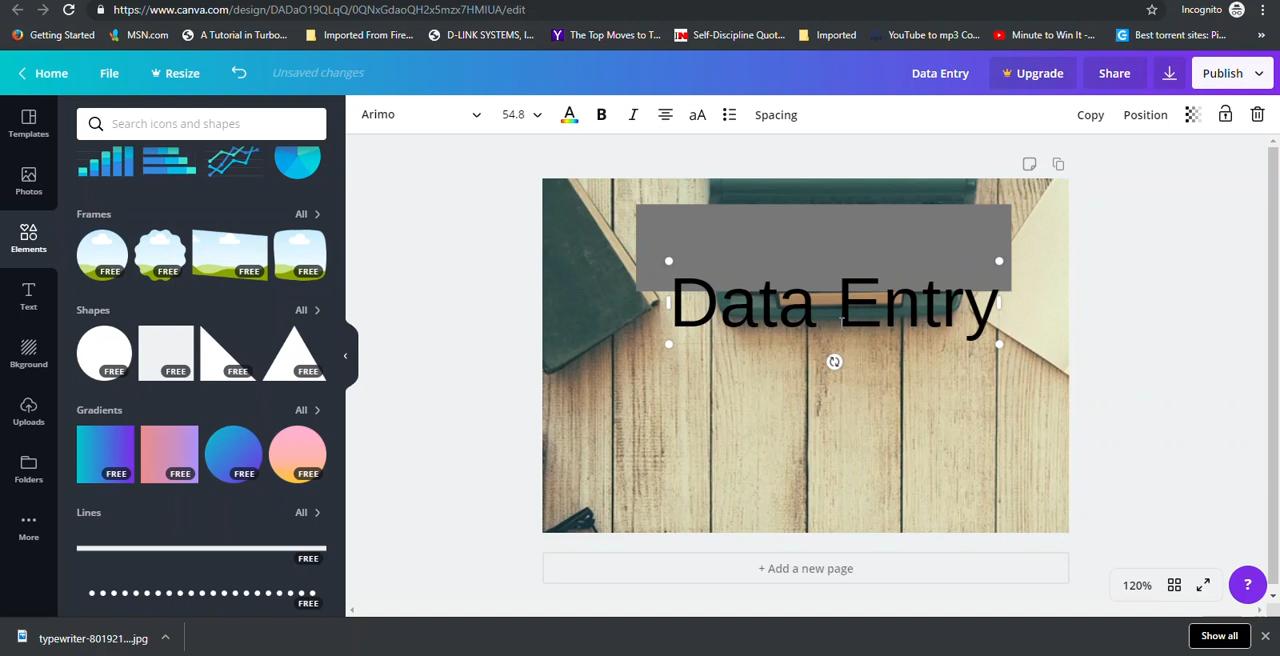 https://www.canva.com/design/DADaO19QLqQ/0QNxGdaoQH2x5mzx7HMIUA/edit
Incognito
Getting Started
MSN.com
A Tutorial in Turbo...
Imported From Fire...
D-LINK SYSTEMS, I...
The Top Moves to T...
Self-Discipline Quot...
Imported
YouTube to mp3 Co...
Minute to Win It -...
Best torrent sites: Pi...
Home
File
Resize
Unsaved changes
Data Entry
Upgrade
Share
Publish
Templates
Photos
Elements
Text
Bkground
Uploads
Folders
More
Search icons and shapes
Frames
All
FREE
FREE
FREE
FREE
Shapes
All
FREE
FREE
FREE
FREE
Gradients
All
FREE
FREE
FREE
FREE
Lines
All
FREE
FREE
Arimo
54.8
A
B
I
aA
Spacing
Copy
Position
Data Entry
+ Add a new page
120%
?
typewriter-801921....jpg
Show all